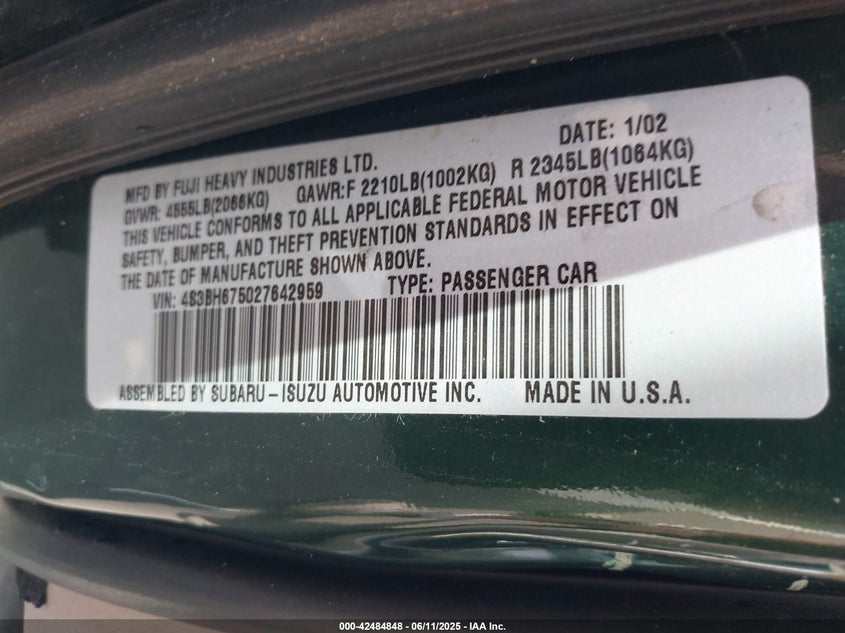 DATE: 1/02
MFD BY FUJI HEAVY INDUSTRIES LTD.
GVWR: 4555LB(2066KG) GAWR:F 2210LB(1002KG) R 2345LB(1064KG)
THIS VEHICLE CONFORMS TO ALL APPLICABLE FEDERAL MOTOR VEHICLE
SAFETY, BUMPER, AND THEFT PREVENTION STANDARDS IN EFFECT ON
THE DATE OF MANUFACTURE SHOWN ABOVE.
VIN: 4S3BH675027642959 TYPE: PASSENGER CAR
ASSEMBLED BY SUBARU-ISUZU AUTOMOTIVE INC. MADE IN U.S.A.
000-42484848 - 06/11/2025 - IAA Inc.